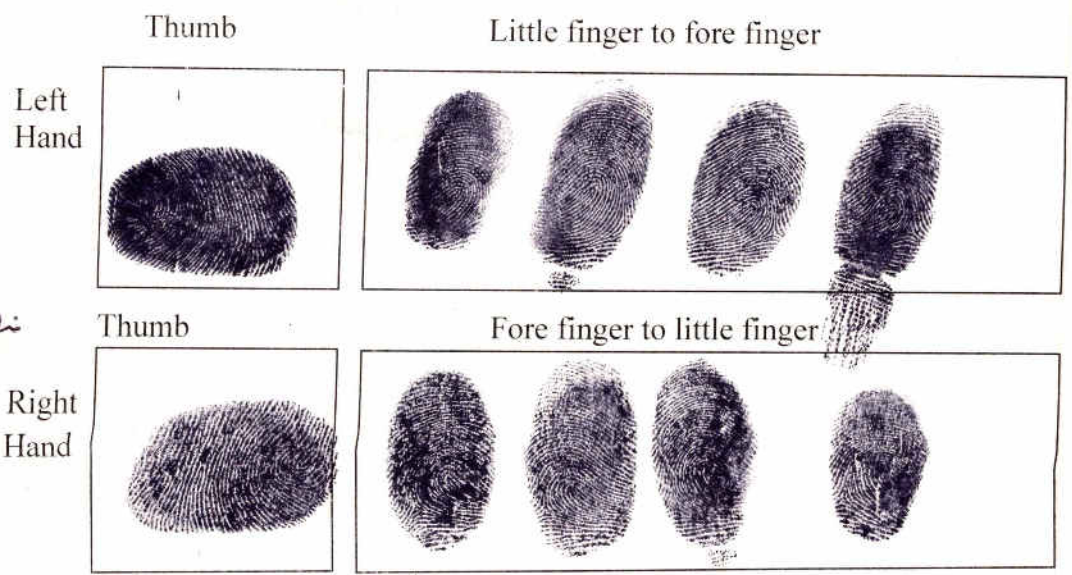 Thumb
Little finger to fore finger
Left
Hand
Thumb
Fore finger to little finger
Right
Hand